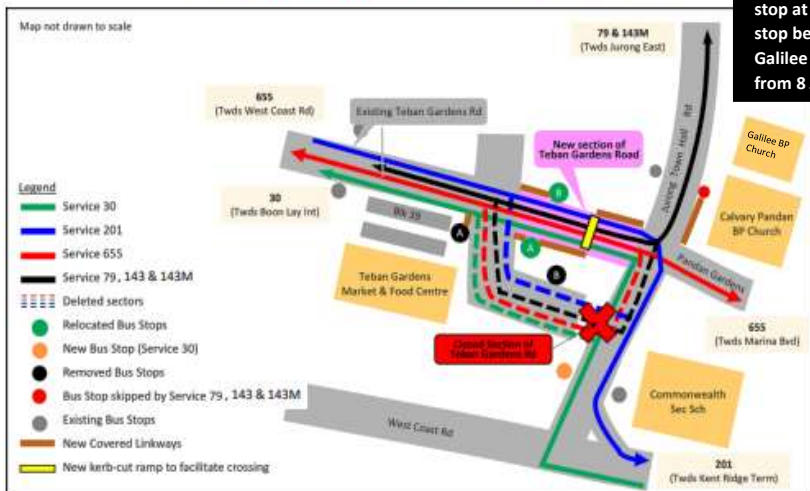 Map not drawn to scale
stop at
stop be
Galilee
from 8
79 & 143M
(Twds Jurong East)
655
(Twds West Coast Rd)
Existing Teban Gardens Rd
New section of
Teban Gardens Road
Jurong Town Hall Rd
Galilee BP
Church
Calvary Pandan
BP Church
Pandan Gardens
30
(Twds Boon Lay Int)
Blk 39
B
A
A
B
Teban Gardens
Market & Food Centre
Closed Section of
Teban Gardens Rd
655
(Twds Marina Bvd)
Commonwealth
Sec Sch
West Coast Rd
201
(Twds Kent Ridge Term)
Legend
Service 30
Service 201
Service 655
Service 79, 143 & 143M
Deleted sectors
Relocated Bus Stops
New Bus Stop (Service 30)
Removed Bus Stops
Bus Stop skipped by Service 79, 143 & 143M
Existing Bus Stops
New Covered Linkways
New kerb-cut ramp to facilitate crossing